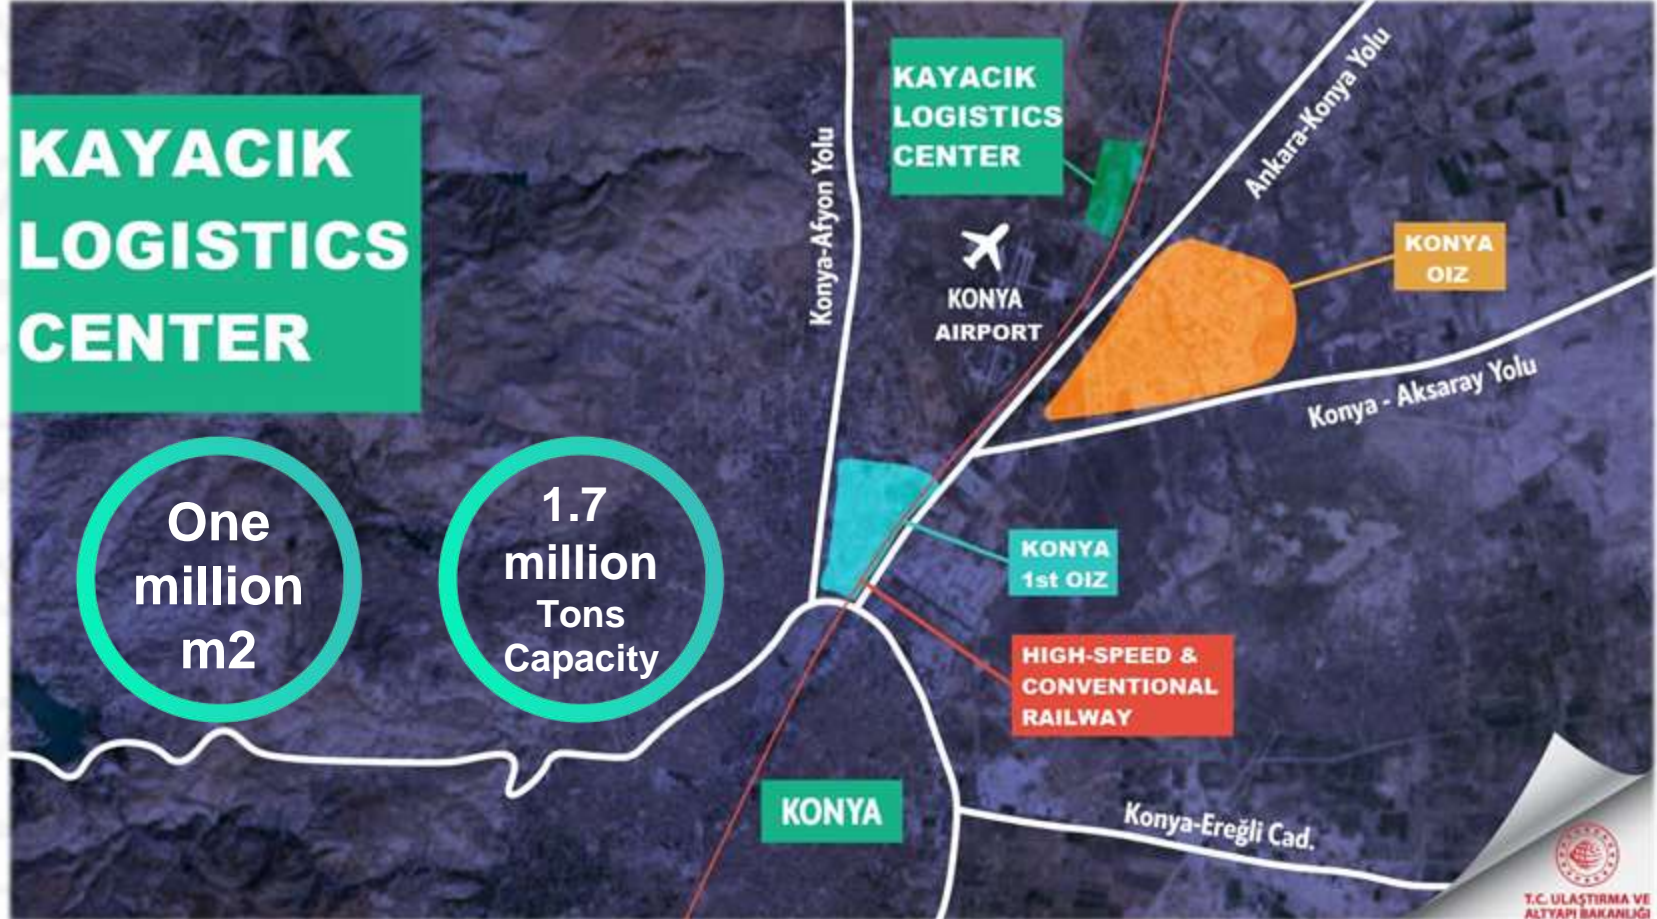 KAYACIK
LOGISTICS
CENTER
One
million
m2
1.7
million
Tons
Capacity
Konya-Afyon Yolu
KAYACIK
LOGISTICS
CENTER
KONYA
AIRPORT
Ankara-Konya Yolu
KONYA
OIZ
Konya - Aksaray Yolu
KONYA
1st OIZ
HIGH-SPEED &
CONVENTIONAL
RAILWAY
KONYA
Konya-Ereğli Cad.
T.C. ULAŞTIRMA VE
ALTYAPI BAKANLIĞI